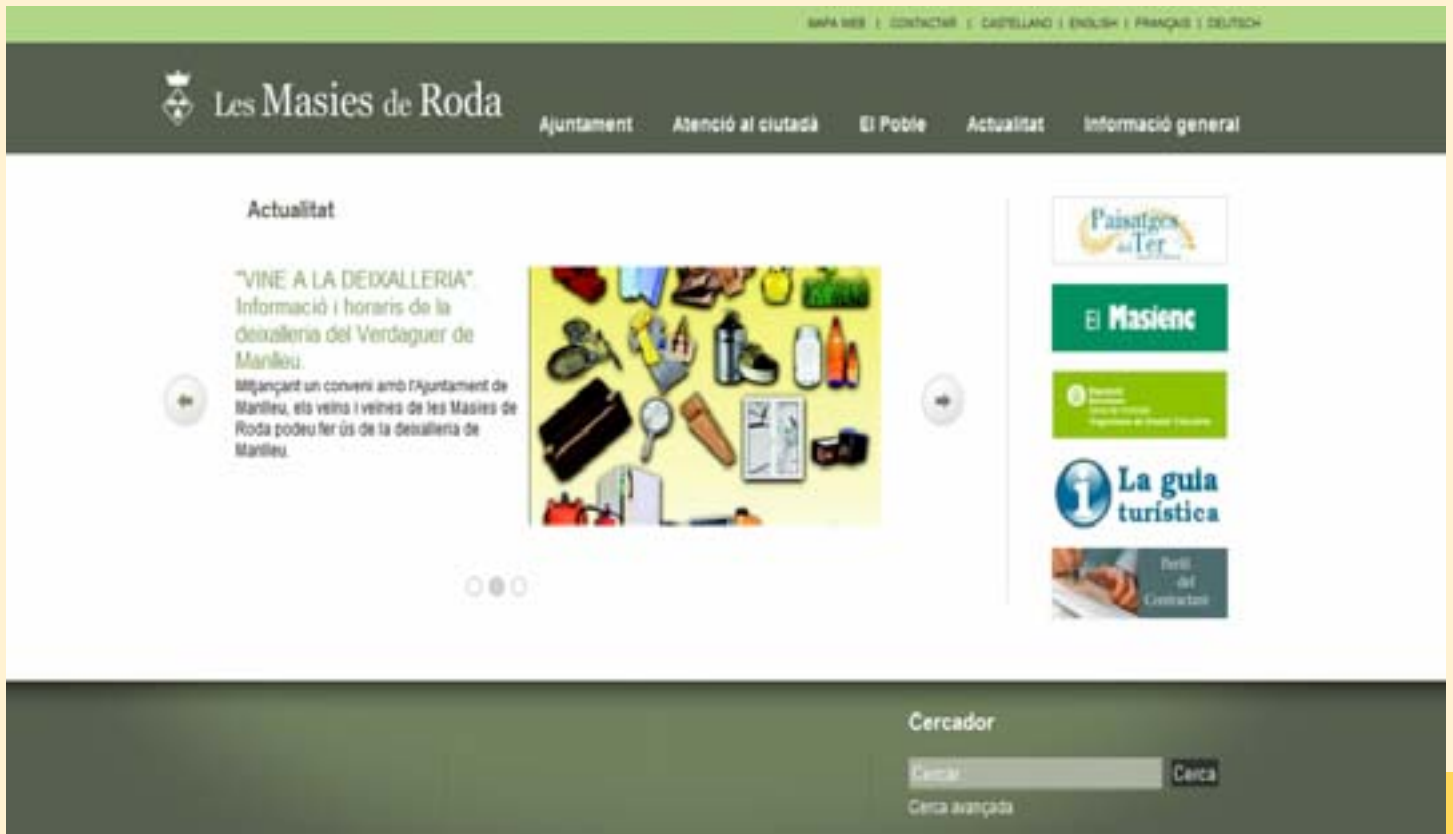 MAPA WEB | CONTACTAR | CASTELLANO | ENGLISH | FRANÇAIS | DEUTSCH
Les Masies de Roda
Ajuntament Atenció al ciutadà El Poble Actualitat Informació general
Actualitat
"VINE A LA DEIXALLERIA".
Informació i horaris de la
deixalleria del Verdaguer de
Manlleu.
Mitjançant un conveni amb l'Ajuntament de
Manlleu, els veïns i veïnes de les Masies de
Roda podeu fer ús de la deixalleria de
Manlleu.
Paisatges
del Ter
El Masienc
La guia
turística
Perfil
del
Contractant
Cercador
Cercar
Cerca
Cerca avançada